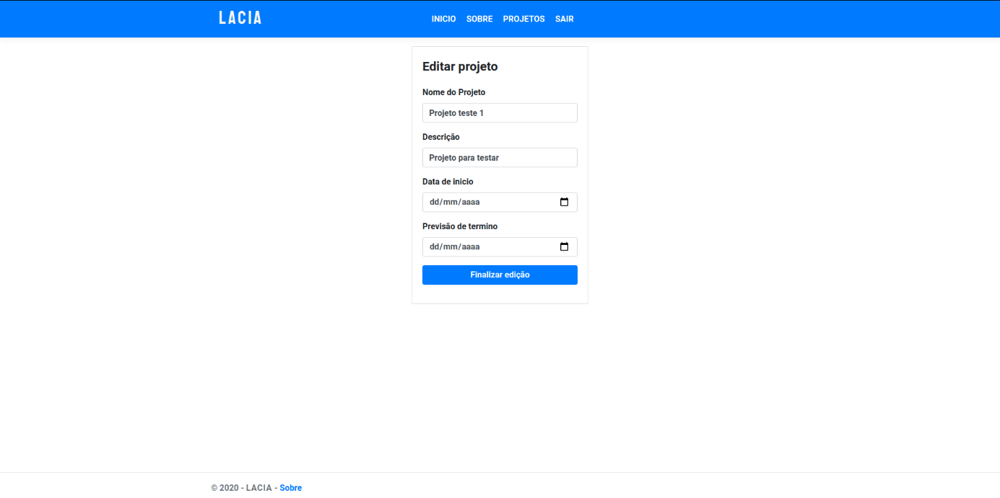 LACIA
INICIO SOBRE PROJETOS SAIR
Editar projeto
Nome do Projeto
Projeto teste 1
Descrição
Projeto para testar
Data de inicio
dd/mm/aaaa
Previsão de termino
dd/mm/aaaa
Finalizar edição
© 2020 - LACIA - Sobre